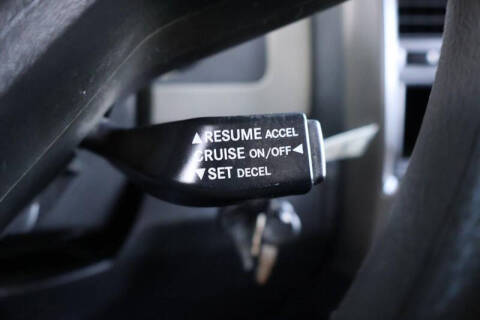 ▲RESUME ACCEL
CRUISE ON/OFF◀
▼SET DECEL